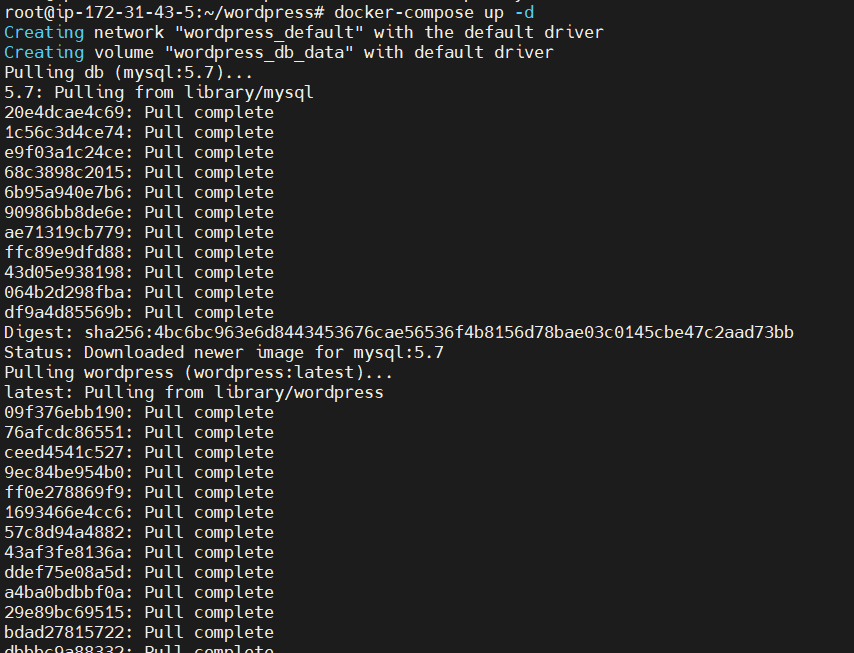 root@ip-172-31-43-5:~/wordpress# docker-compose up -d
Creating network "wordpress_default" with the default driver
Creating volume "wordpress_db_data" with default driver
Pulling db (mysql:5.7)...
5.7: Pulling from library/mysql
20e4dcae4c69: Pull complete
1c56c3d4ce74: Pull complete
e9f03a1c24ce: Pull complete
68c3898c2015: Pull complete
6b95a940e7b6: Pull complete
90986bb8de6e: Pull complete
ae71319cb779: Pull complete
ffc89e9dfd88: Pull complete
43d05e938198: Pull complete
064b2d298fba: Pull complete
df9a4d85569b: Pull complete
Digest: sha256:4bc6bc963e6d8443453676cae56536f4b8156d78bae03c0145cbe47c2aad73bb
Status: Downloaded newer image for mysql:5.7
Pulling wordpress (wordpress:latest)...
latest: Pulling from library/wordpress
09f376ebb190: Pull complete
76afcdc86551: Pull complete
ceed4541c527: Pull complete
9ec84be954b0: Pull complete
ff0e278869f9: Pull complete
1693466e4cc6: Pull complete
57c8d94a4882: Pull complete
43af3fe8136a: Pull complete
ddef75e08a5d: Pull complete
a4ba0bdbbf0a: Pull complete
29e89bc69515: Pull complete
bdad27815722: Pull complete
dbbbc9a88332: Pull complete